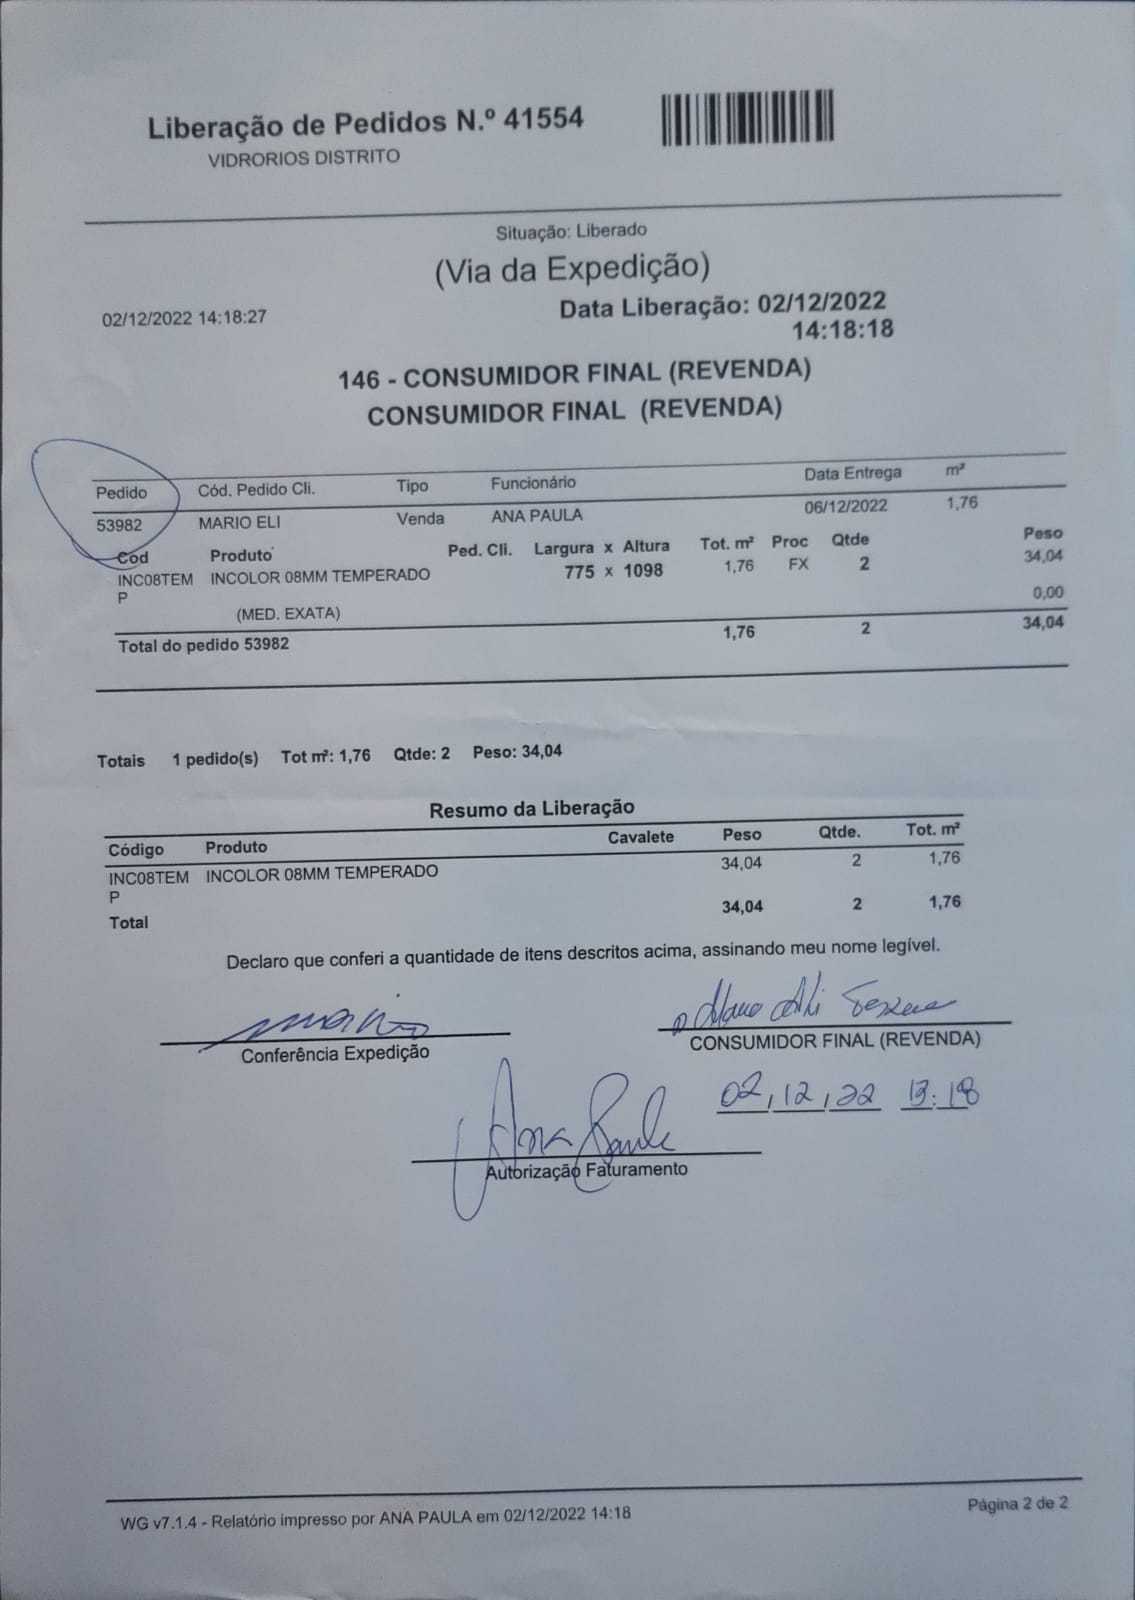 Liberação de Pedidos N.º 41554
VIDRORIOS DISTRITO
Situação: Liberado
(Via da Expedição)
02/12/2022 14:18:27
Data Liberação: 02/12/2022
14:18:18
146 - CONSUMIDOR FINAL (REVENDA)
CONSUMIDOR FINAL (REVENDA)
Pedido Cód. Pedido Cli. Tipo Funcionário Data Entrega m²
53982 MARIO ELI Venda ANA PAULA 06/12/2022 1,76
Cod Produto Ped. Cli. Largura x Altura Tot. m² Proc Qtde Peso
INC08TEM INCOLOR 08MM TEMPERADO 775 x 1098 1,76 FX 2 34,04
P
(MED. EXATA) 0,00
Total do pedido 53982 1,76 2 34,04
Totais 1 pedido(s) Tot m²: 1,76 Qtde: 2 Peso: 34,04
Resumo da Liberação
Código Produto Cavalete Peso Qtde. Tot. m²
INC08TEM INCOLOR 08MM TEMPERADO 34,04 2 1,76
P
Total 34,04 2 1,76
Declaro que conferi a quantidade de itens descritos acima, assinando meu nome legível.
Conferência Expedição
CONSUMIDOR FINAL (REVENDA)
02,12,22 13:18
Ana Paula
Autorização Faturamento
WG v7.1.4 - Relatório impresso por ANA PAULA em 02/12/2022 14:18
Página 2 de 2